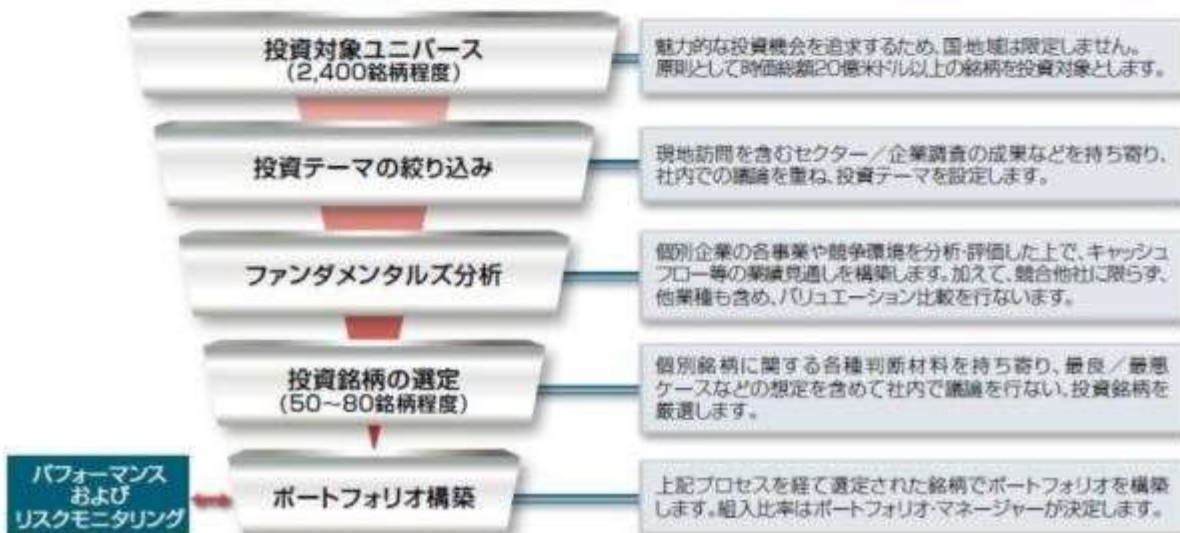 投資対象ユニバース
(2,400銘柄程度)
魅力的な投資機会を追求するため、国・地域は限定しません。
原則として時価総額20億米ドル以上の銘柄を投資対象とします。
投資テーマの絞り込み
現地訪問を含むセクター／企業調査の成果などを持ち寄り、
社内での議論を重ね、投資テーマを設定します。
ファンダメンタルズ分析
個別企業の各事業や競争環境を分析・評価した上で、キャッシュ
フロー等の業績見通しを構築します。加えて、競合他社に限らず、
他業種も含め、バリュエーション比較を行ないます。
投資銘柄の選定
(50～80銘柄程度)
個別銘柄に関する各種判断材料を持ち寄り、最良／最悪
ケースなどの想定を含めて社内で議論を行ない、投資銘柄を
厳選します。
パフォーマンス
および
リスクモニタリング
ポートフォリオ構築
上記プロセスを経て選定された銘柄でポートフォリオを構築
します。組入比率はポートフォリオ・マネージャーが決定します。